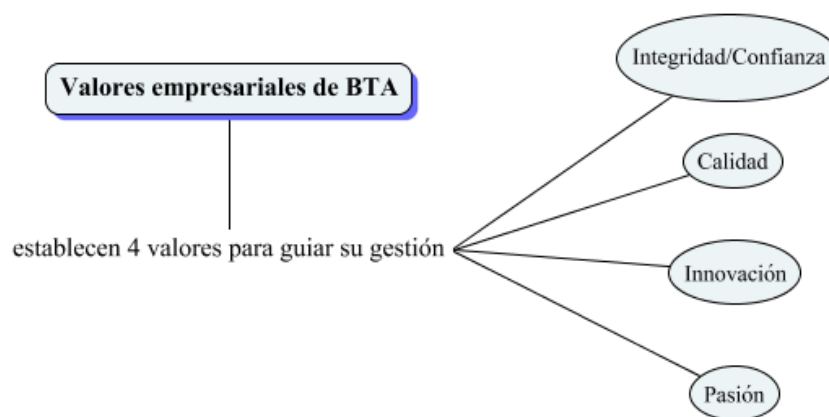 Valores empresariales de BTA
establecen 4 valores para guiar su gestión
Integridad/Confianza
Calidad
Innovación
Pasión